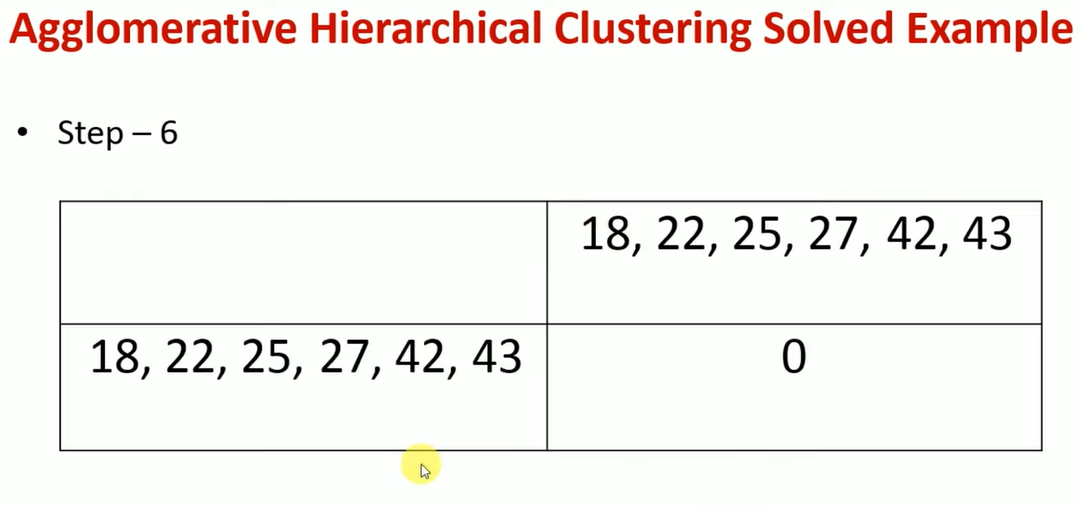 Agglomerative Hierarchical Clustering Solved Example
• Step – 6
18, 22, 25, 27, 42, 43
18, 22, 25, 27, 42, 43 0